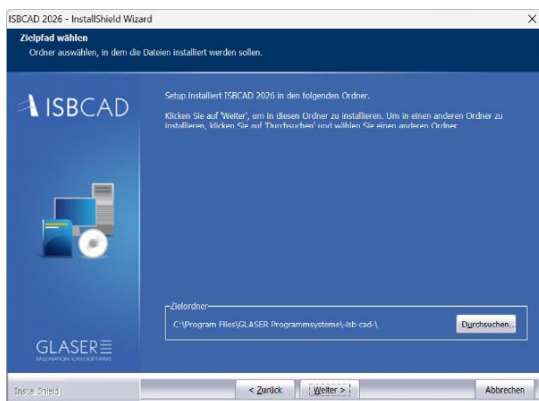 ISBCAD 2026 - InstallShield Wizard
Zielpfad wählen
Ordner auswählen, in dem die Dateien installiert werden sollen.
ISBCAD
Setup installiert ISBCAD 2026 in den folgenden Ordner.
Klicken Sie auf 'Weiter', um in diesen Ordner zu installieren. Um in einen anderen Ordner zu
installieren, klicken Sie auf 'Durchsuchen' und wählen Sie einen anderen Ordner
Zielordner
C:\Program Files\GLASER Programmsysteme\-isb cad-\
Durchsuchen...
GLASER
FASZINATION CAD SOFTWARE
InstallShield
< Zurück
Weiter >
Abbrechen